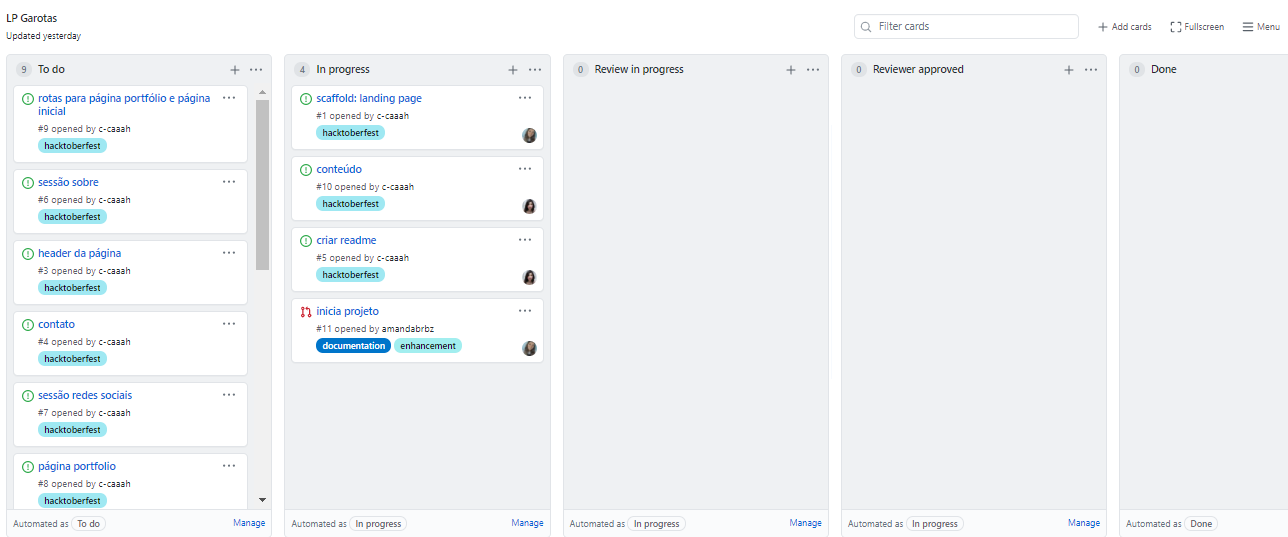 LP Garotas
Updated yesterday
Filter cards
Add cards
Fullscreen
Menu
9 To do
rotas para página portfólio e página
inicial
#9 opened by c-caaah
hacktoberfest
sessão sobre
#6 opened by c-caaah
hacktoberfest
header da página
#3 opened by c-caaah
hacktoberfest
contato
#4 opened by c-caaah
hacktoberfest
sessão redes sociais
#7 opened by c-caaah
hacktoberfest
página portfolio
#8 opened by c-caaah
hacktoberfest
Automated as To do Manage
4 In progress
scaffold: landing page
#1 opened by c-caaah
hacktoberfest
conteúdo
#10 opened by c-caaah
hacktoberfest
criar readme
#5 opened by c-caaah
hacktoberfest
inicia projeto
#11 opened by amandabrbz
documentation enhancement
Automated as In progress Manage
0 Review in progress
Automated as In progress Manage
0 Reviewer approved
Automated as In progress Manage
0 Done
Automated as Done